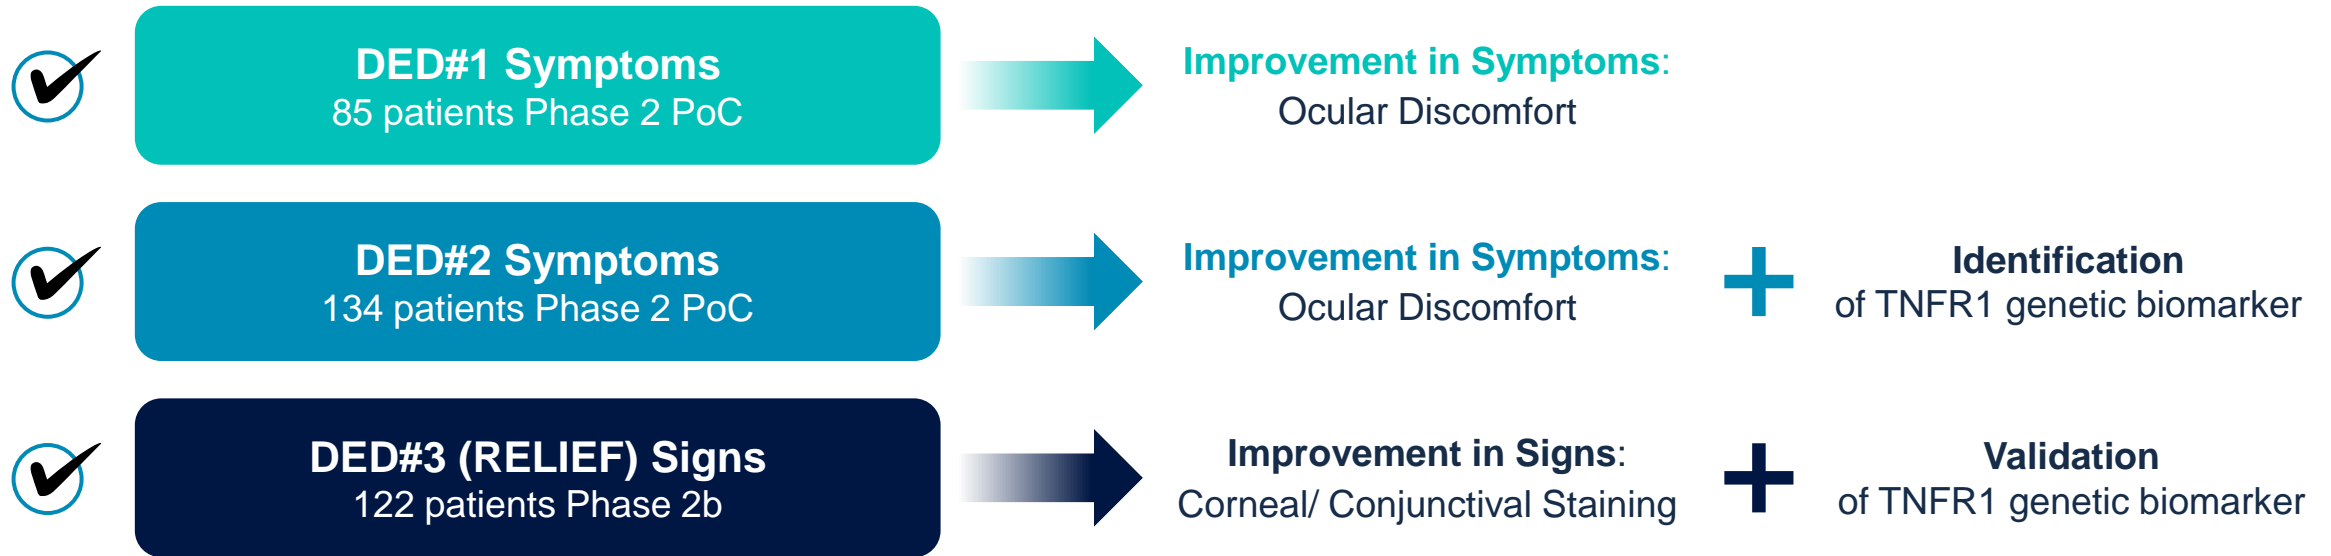 DED#1 Symptoms
85 patients Phase 2 PoC
Improvement in Symptoms:
Ocular Discomfort
DED#2 Symptoms
134 patients Phase 2 PoC
Improvement in Symptoms:
Ocular Discomfort
+
Identification
of TNFR1 genetic biomarker
DED#3 (RELIEF) Signs
122 patients Phase 2b
Improvement in Signs:
Corneal/ Conjunctival Staining
+
Validation
of TNFR1 genetic biomarker